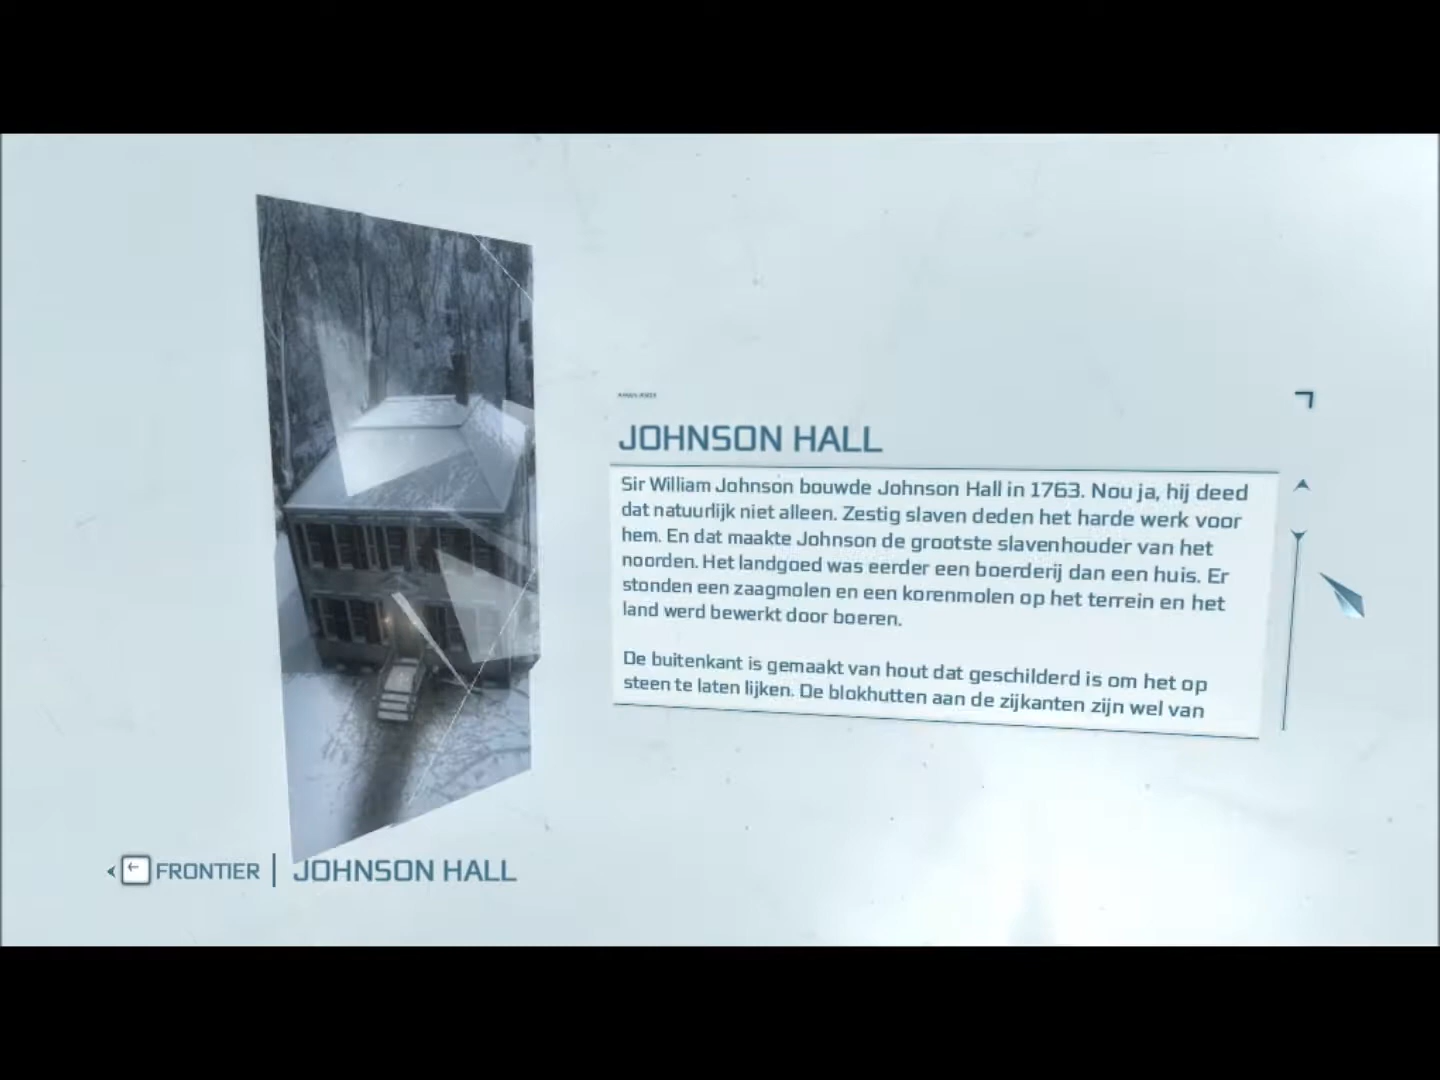 JOHNSON HALL
Sir William Johnson bouwde Johnson Hall in 1763. Nou ja, hij deed
dat natuurlijk niet alleen. Zestig slaven deden het harde werk voor
hem. En dat maakte Johnson de grootste slavenhouder van het
noorden. Het landgoed was eerder een boerderij dan een huis. Er
stonden een zaagmolen en een korenmolen op het terrein en het
land werd bewerkt door boeren.
De buitenkant is gemaakt van hout dat geschilderd is om het op
steen te laten lijken. De blokhutten aan de zijkanten zijn wel van
FRONTIER | JOHNSON HALL